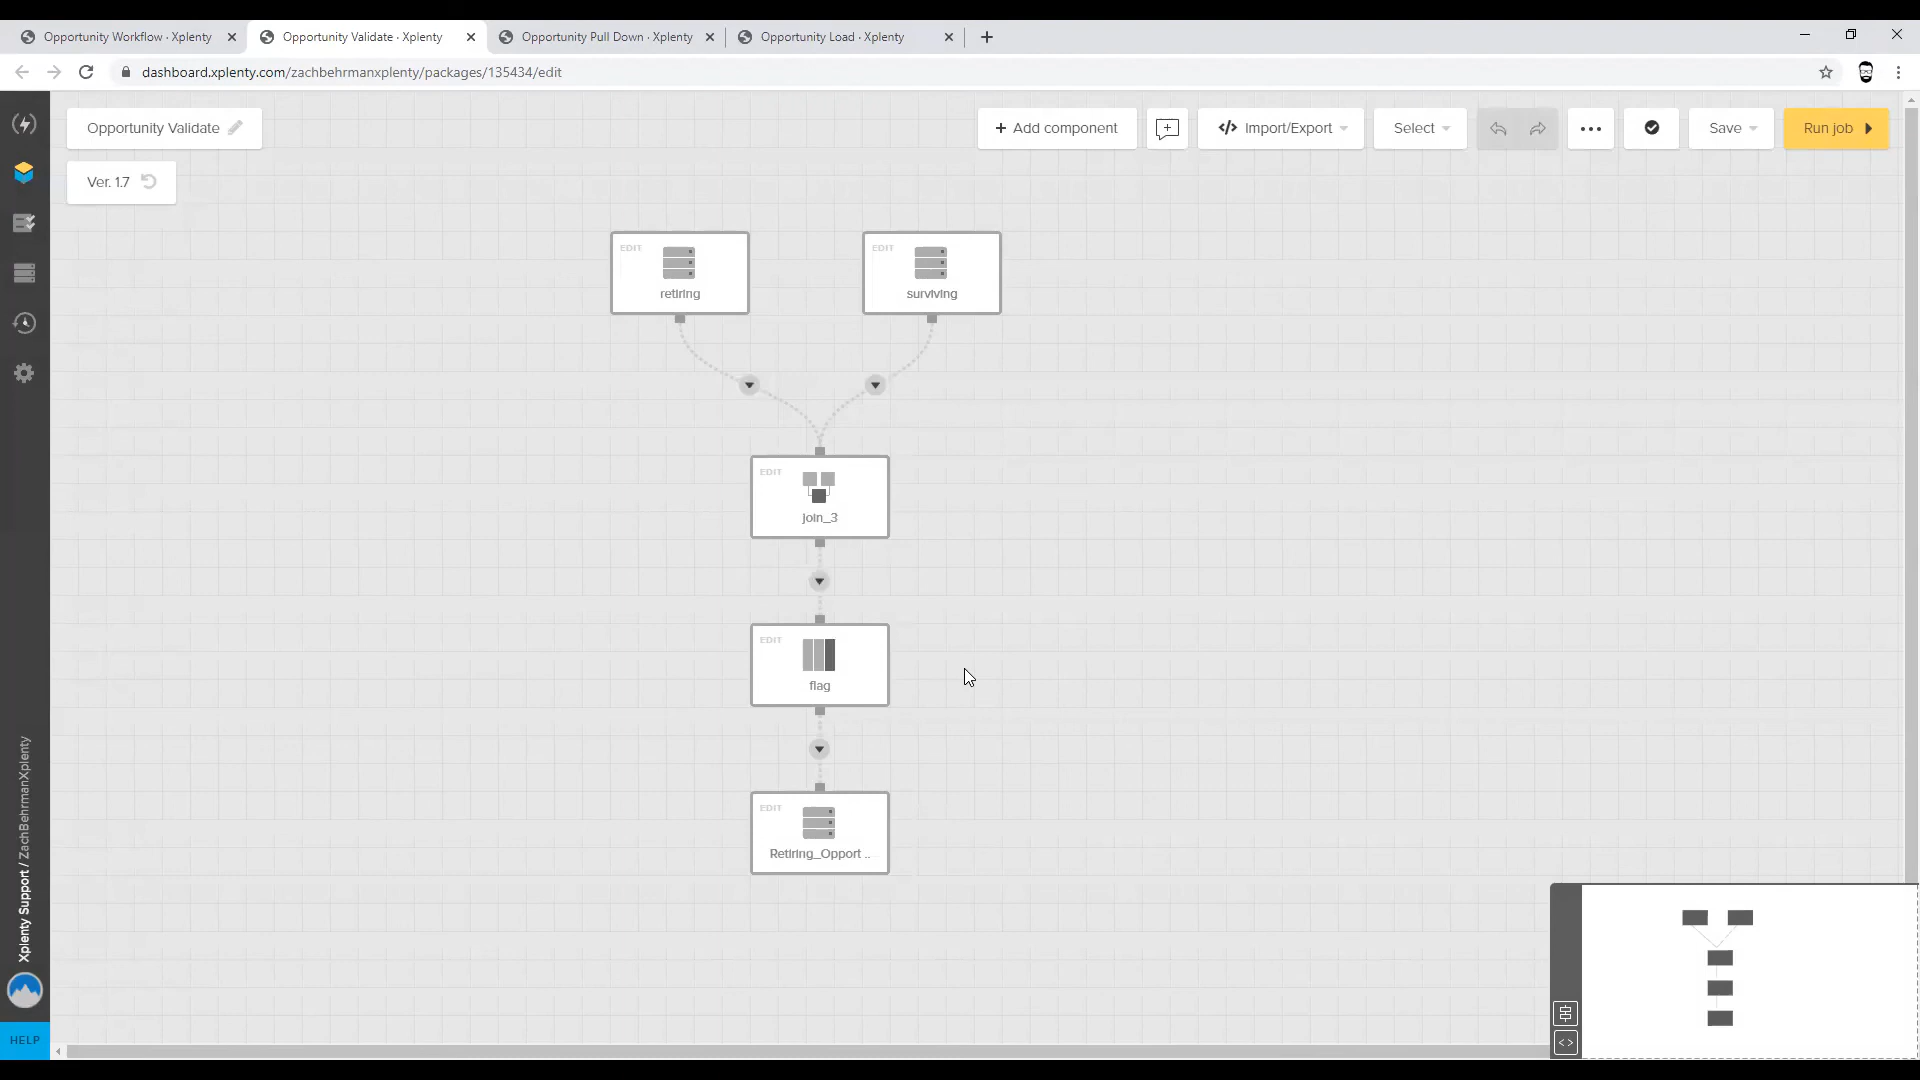 Opportunity Workflow · Xplenty
Opportunity Validate · Xplenty
Opportunity Pull Down · Xplenty
Opportunity Load · Xplenty
dashboard.xplenty.com/zachbehrmanxplenty/packages/135434/edit
Opportunity Validate
+ Add component
</> Import/Export
Select
Save
Run job
Ver. 1.7
EDIT
retiring
EDIT
surviving
EDIT
join_3
EDIT
flag
EDIT
Retiring_Opport ..
Xplenty Support / ZachBehrmanXplenty
HELP